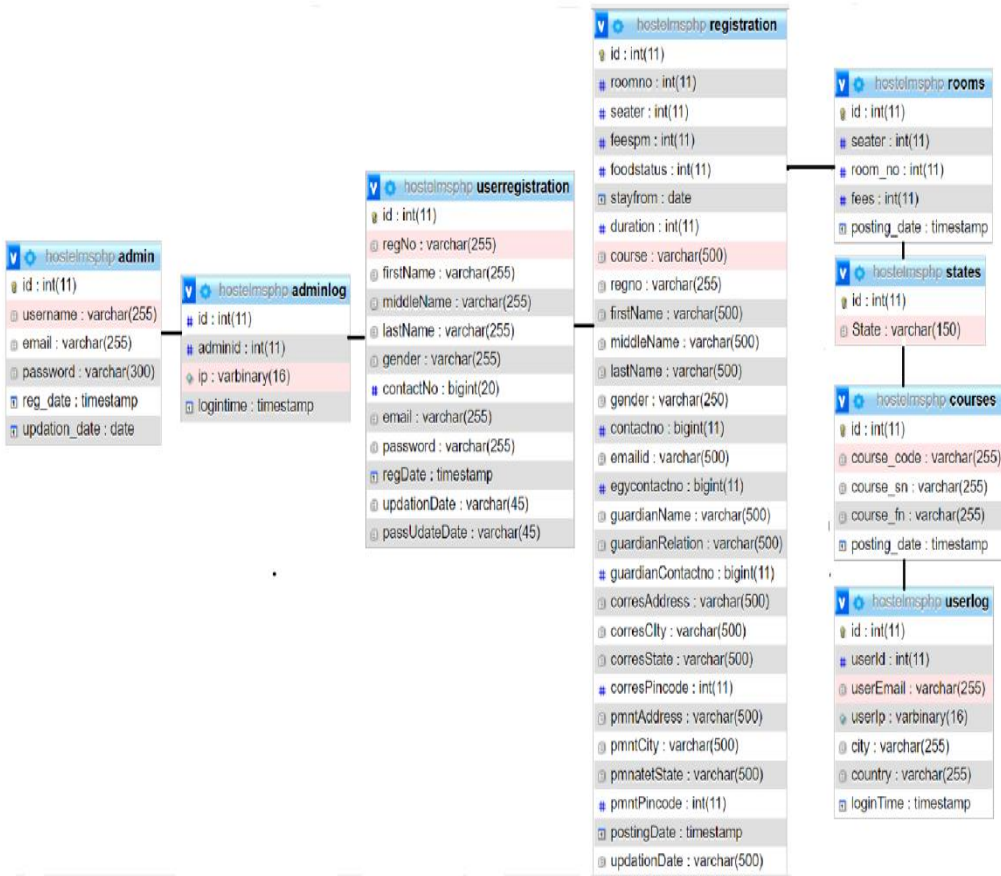 hostelmsphp admin
id : int(11)
username : varchar(255)
email : varchar(255)
password : varchar(300)
reg_date : timestamp
updation_date : date
hostelmsphp adminlog
id : int(11)
adminid : int(11)
ip : varbinary(16)
logintime : timestamp
hostelmsphp userregistration
id : int(11)
regNo : varchar(255)
firstName : varchar(255)
middleName : varchar(255)
lastName : varchar(255)
gender : varchar(255)
contactNo : bigint(20)
email : varchar(255)
password : varchar(255)
regDate : timestamp
updationDate : varchar(45)
passUdateDate : varchar(45)
hostelmsphp registration
id : int(11)
roomno : int(11)
seater : int(11)
feespm : int(11)
foodstatus : int(11)
stayfrom : date
duration : int(11)
course : varchar(500)
regno : varchar(255)
firstName : varchar(500)
middleName : varchar(500)
lastName : varchar(500)
gender : varchar(250)
contactno : bigint(11)
emailid : varchar(500)
egycontactno : bigint(11)
guardianName : varchar(500)
guardianRelation : varchar(500)
guardianContactno : bigint(11)
corresAddress : varchar(500)
corresCIty : varchar(500)
corresState : varchar(500)
corresPincode : int(11)
pmntAddress : varchar(500)
pmntCity : varchar(500)
pmnatetState : varchar(500)
pmntPincode : int(11)
postingDate : timestamp
updationDate : varchar(500)
hostelmsphp rooms
id : int(11)
seater : int(11)
room_no : int(11)
fees : int(11)
posting_date : timestamp
hostelmsphp states
id : int(11)
State : varchar(150)
hostelmsphp courses
id : int(11)
course_code : varchar(255)
course_sn : varchar(255)
course_fn : varchar(255)
posting_date : timestamp
hostelmsphp userlog
id : int(11)
userId : int(11)
userEmail : varchar(255)
userIp : varbinary(16)
city : varchar(255)
country : varchar(255)
loginTime : timestamp